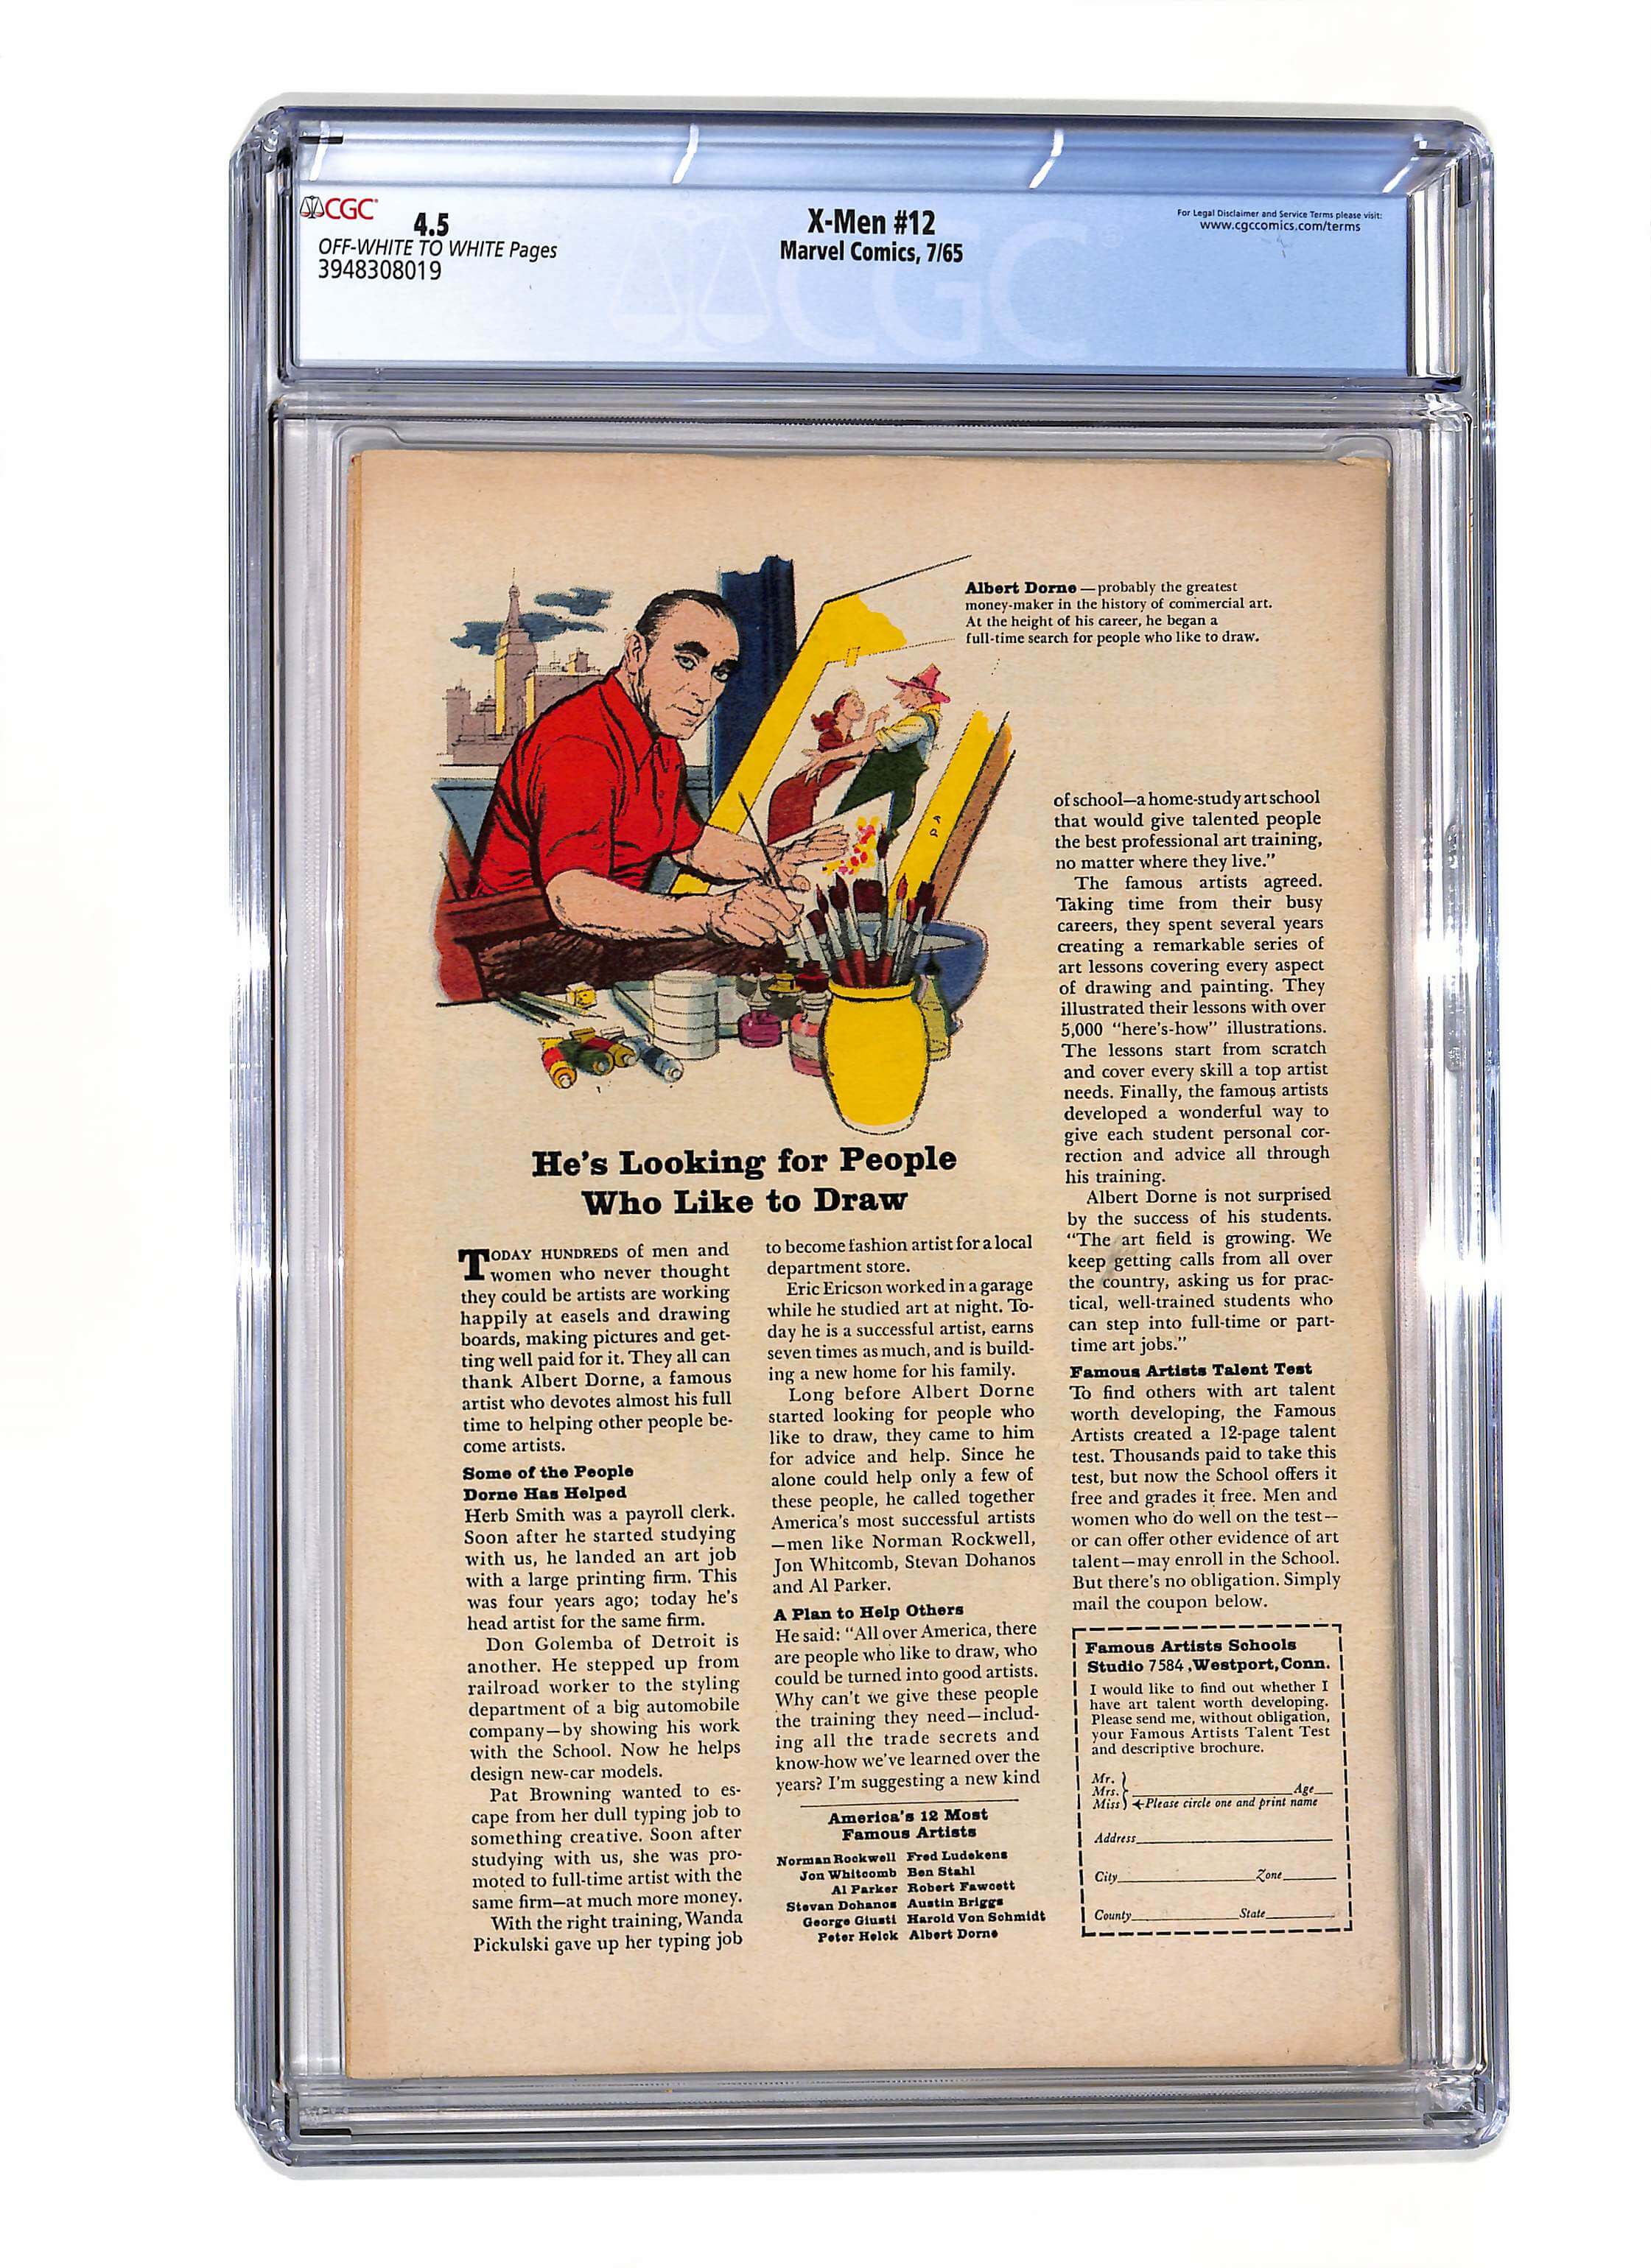 CGC
4.5
OFF-WHITE TO WHITE Pages
3948308019
X-Men #12
Marvel Comics, 7/65
For Legal Disclaimer and Service Terms please visit:
www.cgccomics.com/terms
CGC
Albert Dorne — probably the greatest
money-maker in the history of commercial art.
At the height of his career, he began a
full-time search for people who like to draw.
He's Looking for People
Who Like to Draw
TODAY HUNDREDS of men and
women who never thought
they could be artists are working
happily at easels and drawing
boards, making pictures and get-
ting well paid for it. They all can
thank Albert Dorne, a famous
artist who devotes almost his full
time to helping other people be-
come artists.
Some of the People
Dorne Has Helped
Herb Smith was a payroll clerk.
Soon after he started studying
with us, he landed an art job
with a large printing firm. This
was four years ago; today he's
head artist for the same firm.
Don Golemba of Detroit is
another. He stepped up from
railroad worker to the styling
department of a big automobile
company—by showing his work
with the School. Now he helps
design new-car models.
Pat Browning wanted to es-
cape from her dull typing job to
something creative. Soon after
studying with us, she was pro-
moted to full-time artist with the
same firm—at much more money.
With the right training, Wanda
Pickulski gave up her typing job
to become fashion artist for a local
department store.
Eric Ericson worked in a garage
while he studied art at night. To-
day he is a successful artist, earns
seven times as much, and is build-
ing a new home for his family.
Long before Albert Dorne
started looking for people who
like to draw, they came to him
for advice and help. Since he
alone could help only a few of
these people, he called together
America's most successful artists
—men like Norman Rockwell,
Jon Whitcomb, Stevan Dohanos
and Al Parker.
A Plan to Help Others
He said: "All over America, there
are people who like to draw, who
could be turned into good artists.
Why can't we give these people
the training they need—includ-
ing all the trade secrets and
know-how we've learned over the
years? I'm suggesting a new kind
America's 12 Most
Famous Artists
Norman Rockwell Fred Ludekens
Jon Whitcomb Ben Stahl
Al Parker Robert Fawcett
Stevan Dohanos Austin Briggs
George Giusti Harold Von Schmidt
Peter Helck Albert Dorne
of school—a home-study art school
that would give talented people
the best professional art training,
no matter where they live."
The famous artists agreed.
Taking time from their busy
careers, they spent several years
creating a remarkable series of
art lessons covering every aspect
of drawing and painting. They
illustrated their lessons with over
5,000 "here's-how" illustrations.
The lessons start from scratch
and cover every skill a top artist
needs. Finally, the famous artists
developed a wonderful way to
give each student personal cor-
rection and advice all through
his training.
Albert Dorne is not surprised
by the success of his students.
"The art field is growing. We
keep getting calls from all over
the country, asking us for prac-
tical, well-trained students who
can step into full-time or part-
time art jobs."
Famous Artists Talent Test
To find others with art talent
worth developing, the Famous
Artists created a 12-page talent
test. Thousands paid to take this
test, but now the School offers it
free and grades it free. Men and
women who do well on the test—
or can offer other evidence of art
talent—may enroll in the School.
But there's no obligation. Simply
mail the coupon below.
Famous Artists Schools
Studio 7584, Westport, Conn.
I would like to find out whether I
have art talent worth developing.
Please send me, without obligation,
your Famous Artists Talent Test
and descriptive brochure.
Mr.
Mrs. Age
Miss Please circle one and print name
Address
City Zone
County State